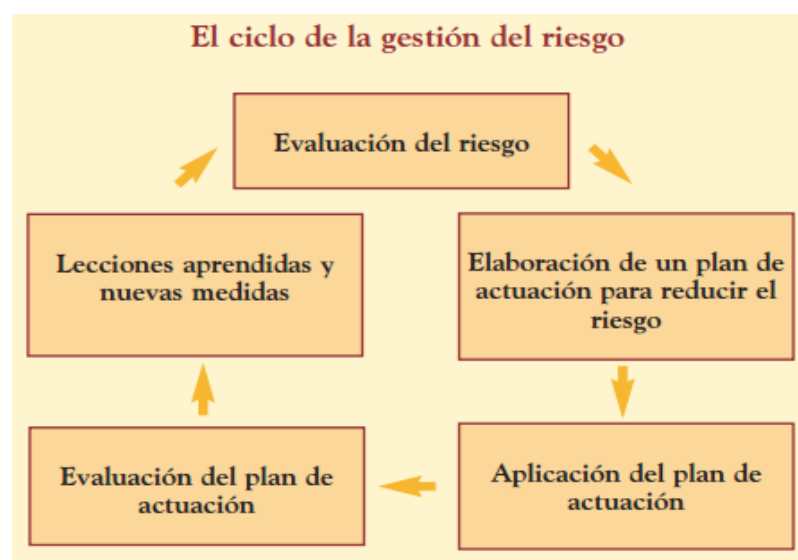 El ciclo de la gestión del riesgo
Evaluación del riesgo
Elaboración de un plan de
actuación para reducir el
riesgo
Aplicación del plan de
actuación
Evaluación del plan de
actuación
Lecciones aprendidas y
nuevas medidas